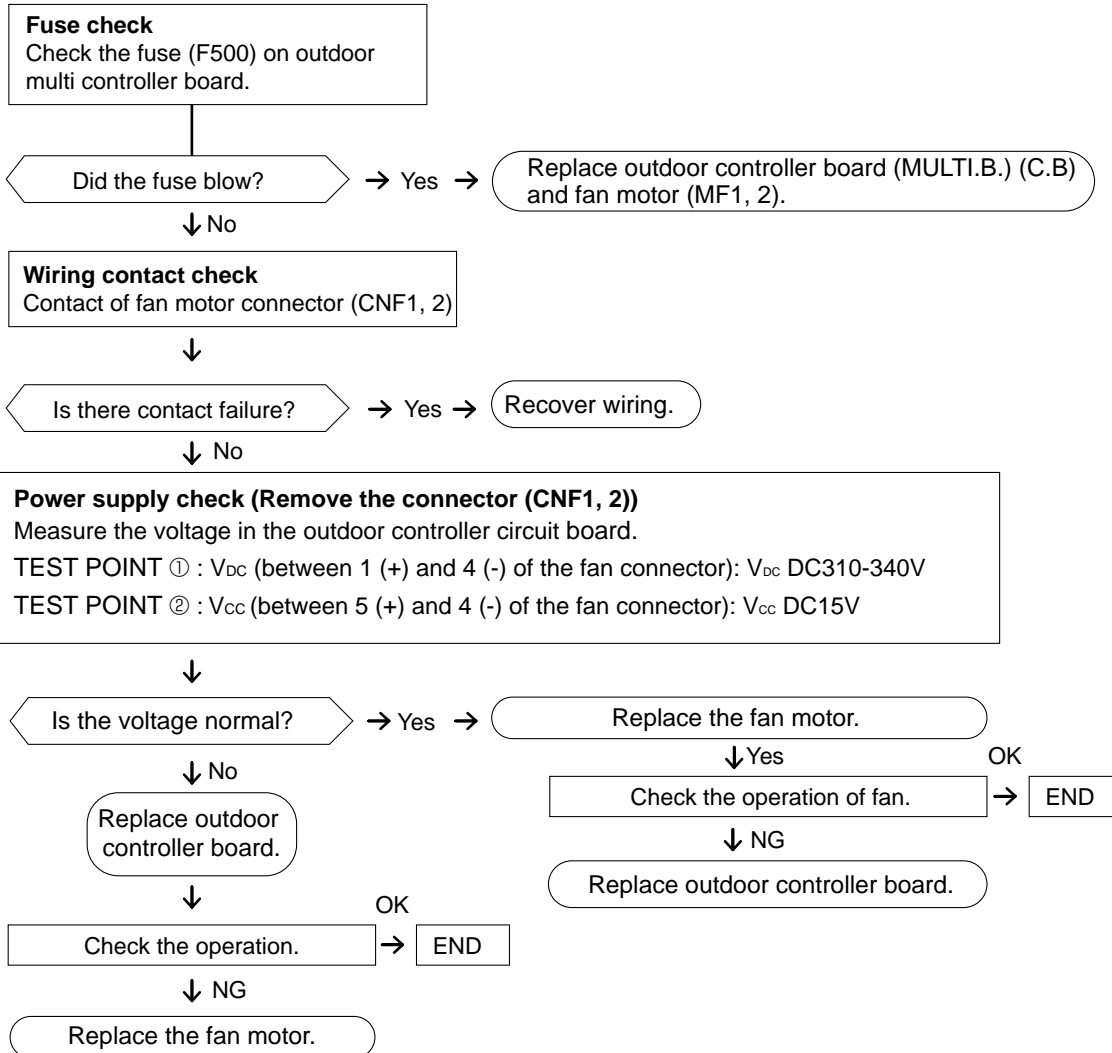 Fuse check
Check the fuse (F500) on outdoor
multi controller board.
Did the fuse blow?
→ Yes →
Replace outdoor controller board (MULTI.B.) (C.B)
and fan motor (MF1, 2).
↓ No
Wiring contact check
Contact of fan motor connector (CNF1, 2)
↓
Is there contact failure?
→ Yes →
Recover wiring.
↓ No
Power supply check (Remove the connector (CNF1, 2))
Measure the voltage in the outdoor controller circuit board.
TEST POINT ① : VDC (between 1 (+) and 4 (-) of the fan connector): VDC DC310-340V
TEST POINT ② : VCC (between 5 (+) and 4 (-) of the fan connector): VCC DC15V
↓
Is the voltage normal?
→ Yes →
Replace the fan motor.
↓ Yes
OK
Check the operation of fan.
→ END
↓ NG
Replace outdoor controller board.
↓ No
Replace outdoor
controller board.
↓
OK
Check the operation.
→ END
↓ NG
Replace the fan motor.